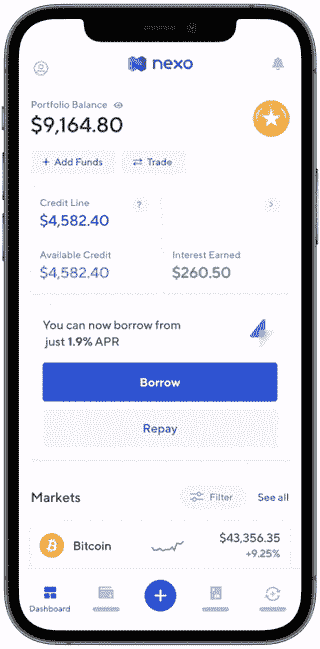 nexo
Portfolio Balance
$9,164.80
+ Add Funds
Trade
Credit Line
?
$4,582.40
Available Credit
$4,582.40
Interest Earned
$260.50
You can now borrow from
just 1.9% APR
Borrow
Repay
Markets
Filter
See all
Bitcoin
$43,356.35
+9.25%
Dashboard